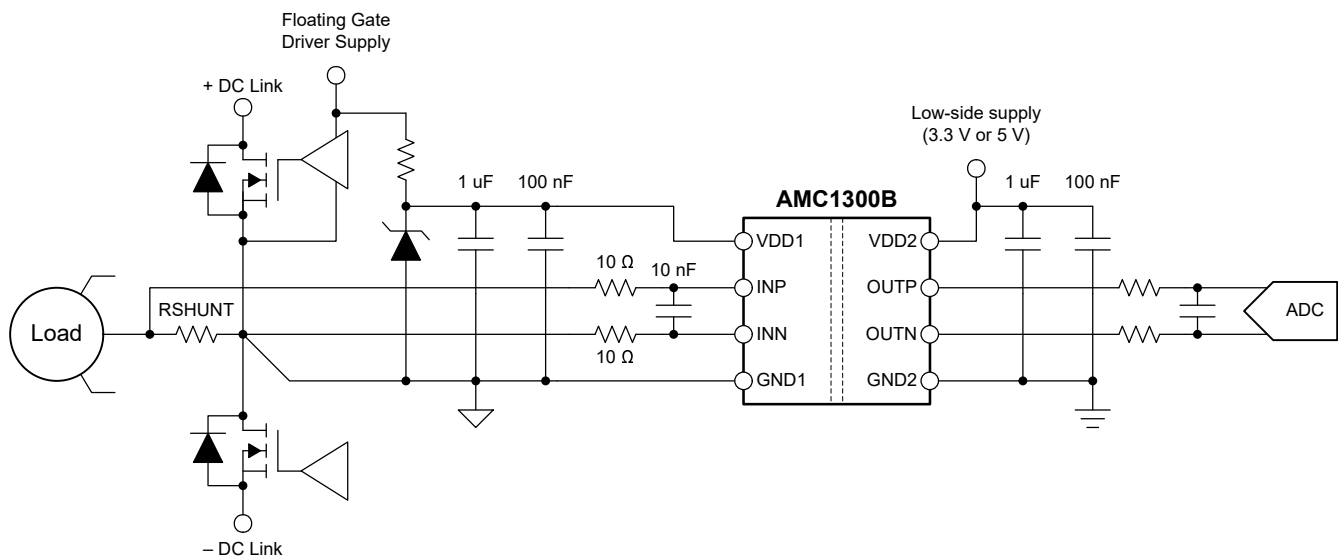 Floating Gate
Driver Supply
+ DC Link
Low-side supply
(3.3 V or 5 V)
1 uF
100 nF
AMC1300B
1 uF
100 nF
VDD1
VDD2
10 Ω
10 nF
INP
OUTP
RSHUNT
Load
INN
OUTN
ADC
10 Ω
GND1
GND2
– DC Link